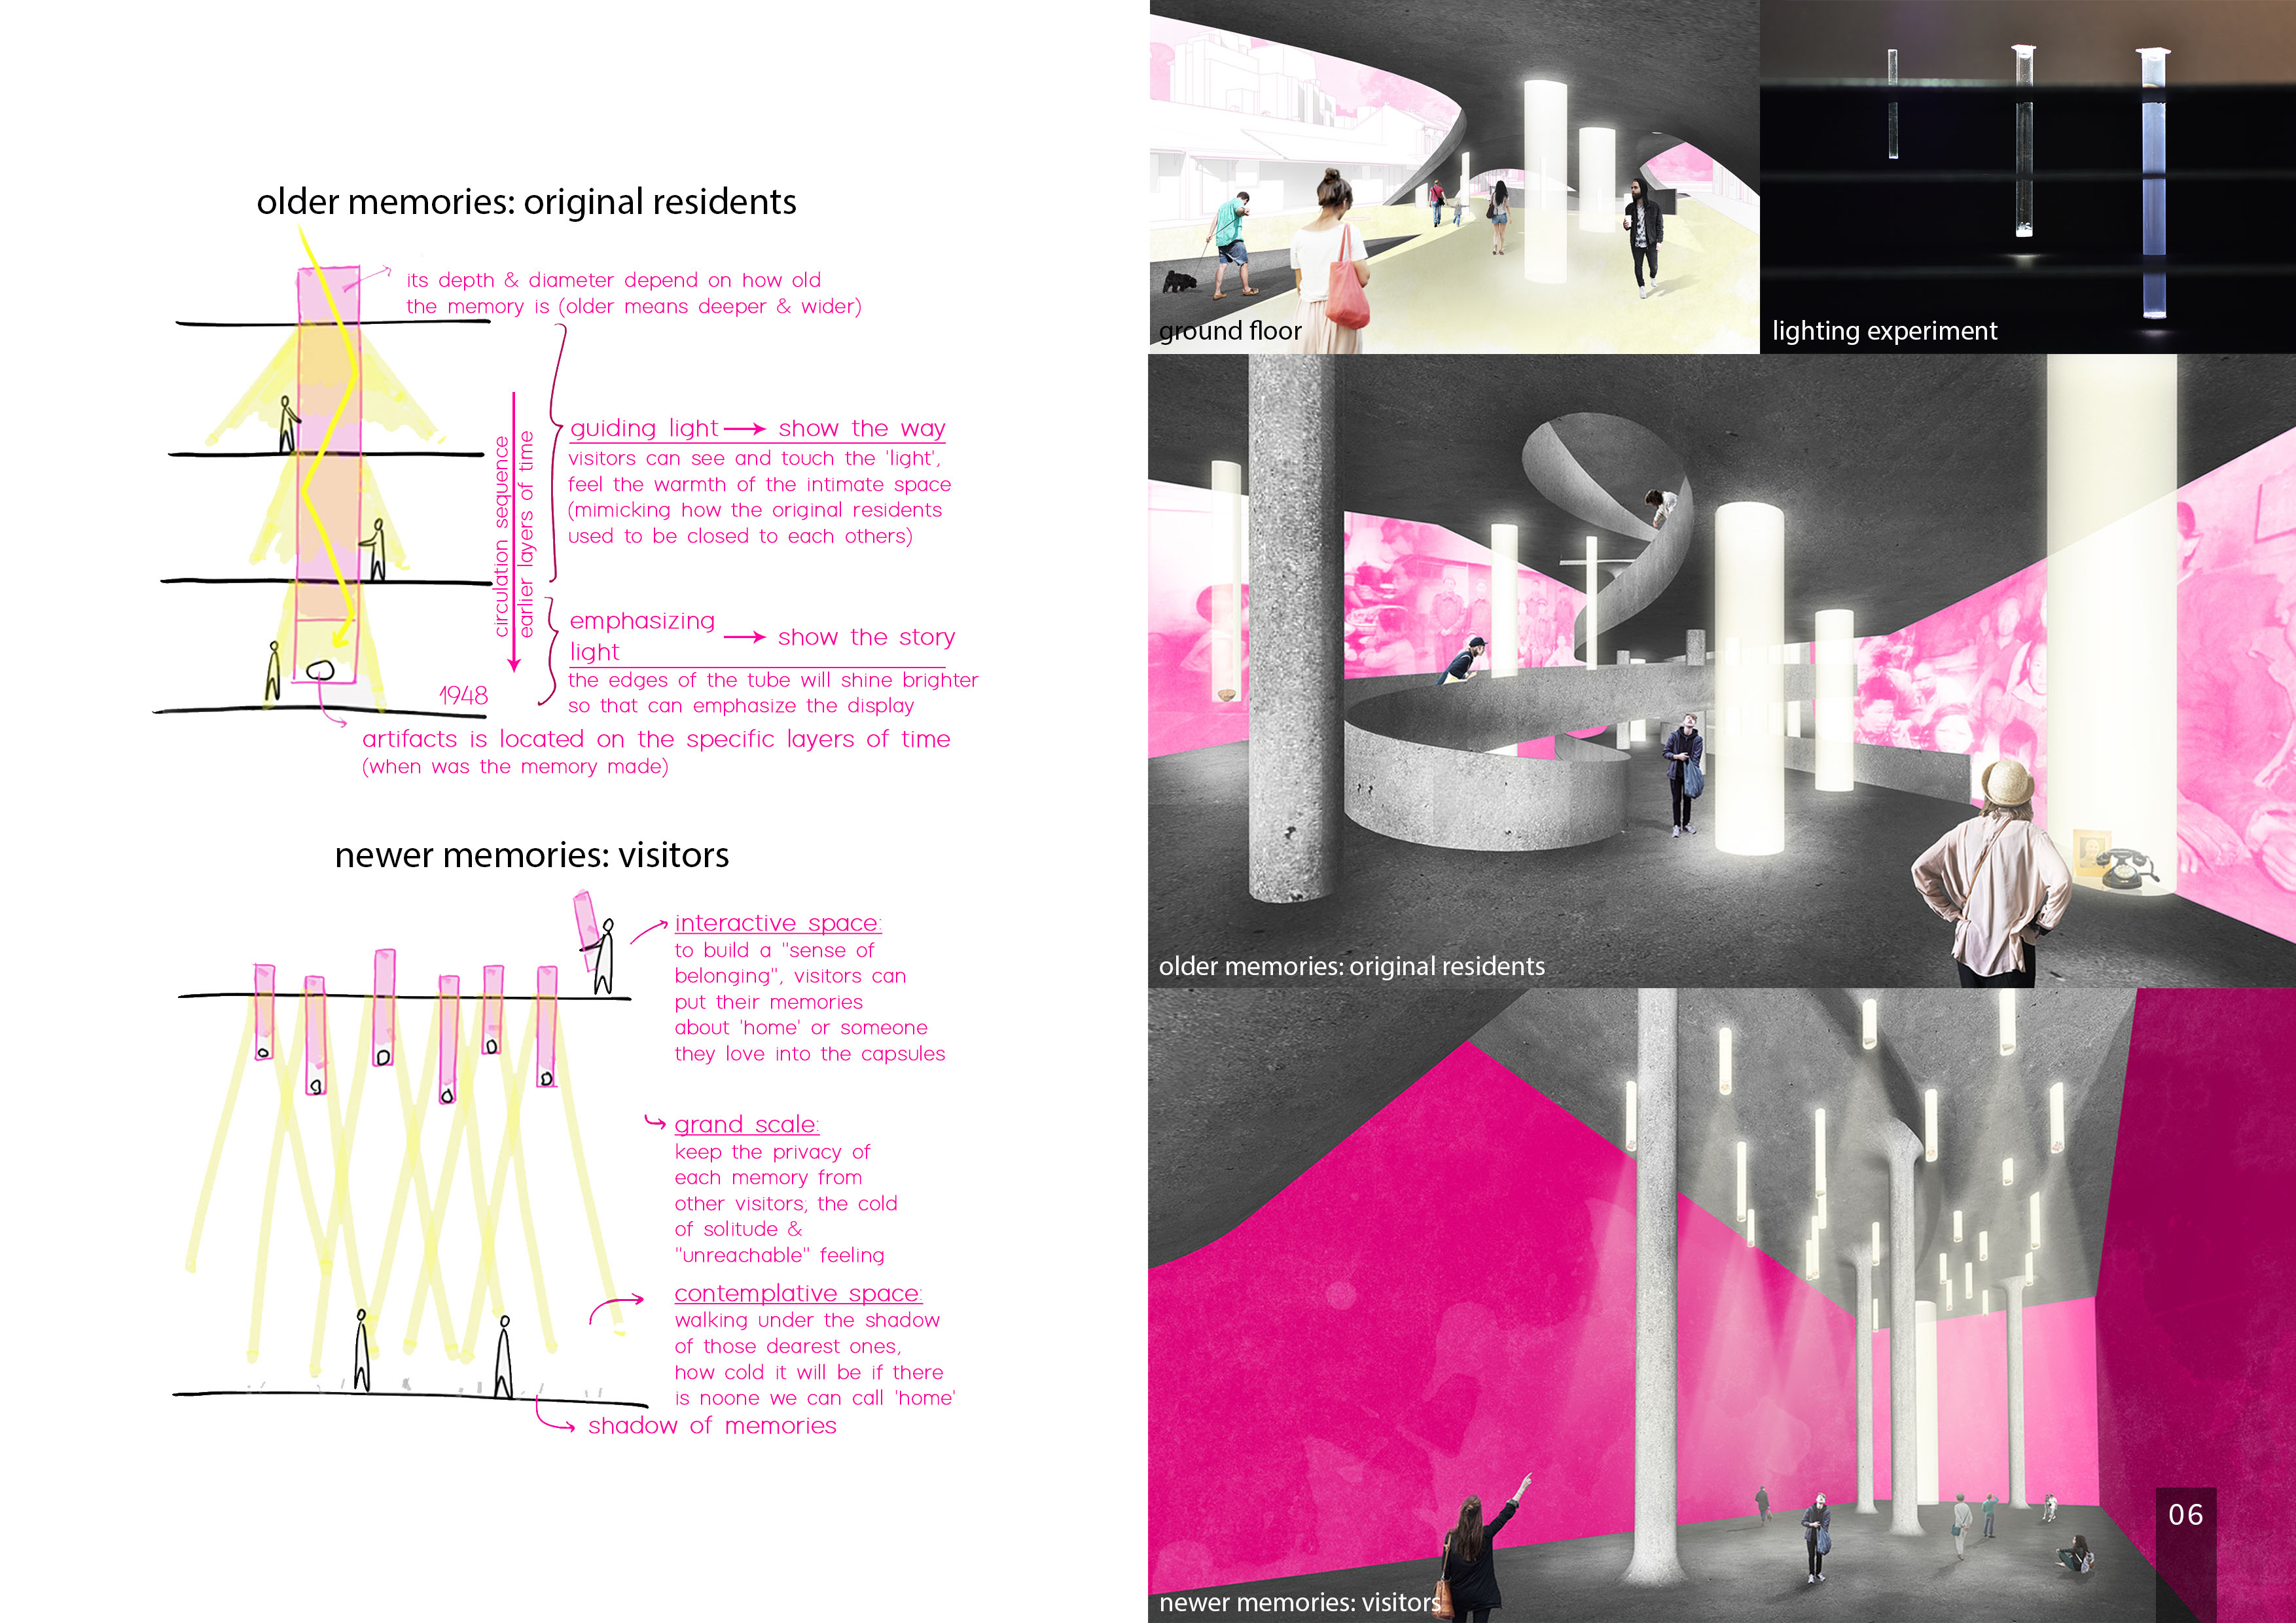 older memories: original residents
its depth & diameter depend on how old
the memory is (older means deeper & wider)
circulation sequence
earlier layers of time
guiding light → show the way
visitors can see and touch the 'light',
feel the warmth of the intimate space
(mimicking how the original residents
used to be closed to each others)
emphasizing
light → show the story
the edges of the tube will shine brighter
so that can emphasize the display
1948
artifacts is located on the specific layers of time
(when was the memory made)
newer memories: visitors
interactive space:
to build a "sense of
belonging", visitors can
put their memories
about 'home' or someone
they love into the capsules
grand scale:
keep the privacy of
each memory from
other visitors; the cold
of solitude &
"unreachable" feeling
contemplative space:
walking under the shadow
of those dearest ones,
how cold it will be if there
is noone we can call 'home'
shadow of memories
ground floor
lighting experiment
older memories: original residents
newer memories: visitors
06